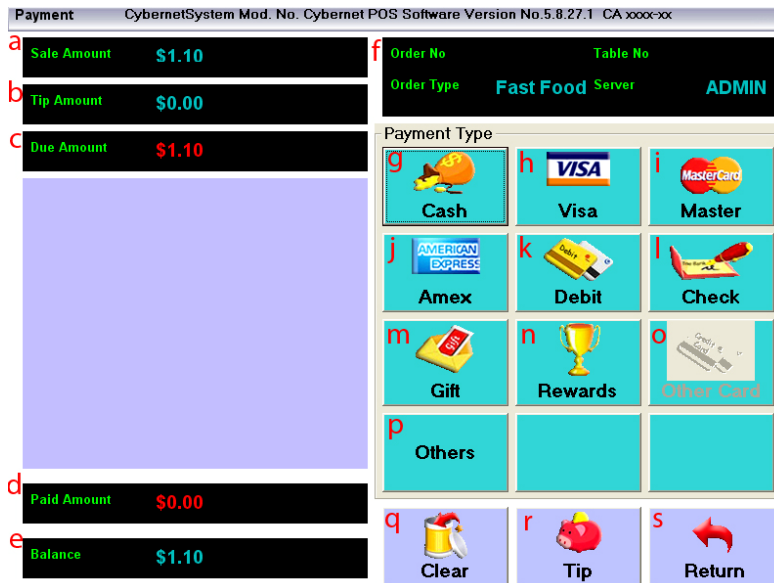 Payment CybernetSystem Mod. No. Cybernet POS Software Version No.5.8.27.1 CA xxxx-xx
a Sale Amount $1.10
b Tip Amount $0.00
c Due Amount $1.10
d Paid Amount $0.00
e Balance $1.10
f Order No Table No
Order Type Fast Food Server ADMIN
Payment Type
g Cash
h VISA Visa
i MasterCard Master
j AMERICAN EXPRESS Amex
k Debit Debit
l Check
m Gift Gift
n Rewards
o Credit Card Other Card
p Others
q Clear
r Tip
s Return